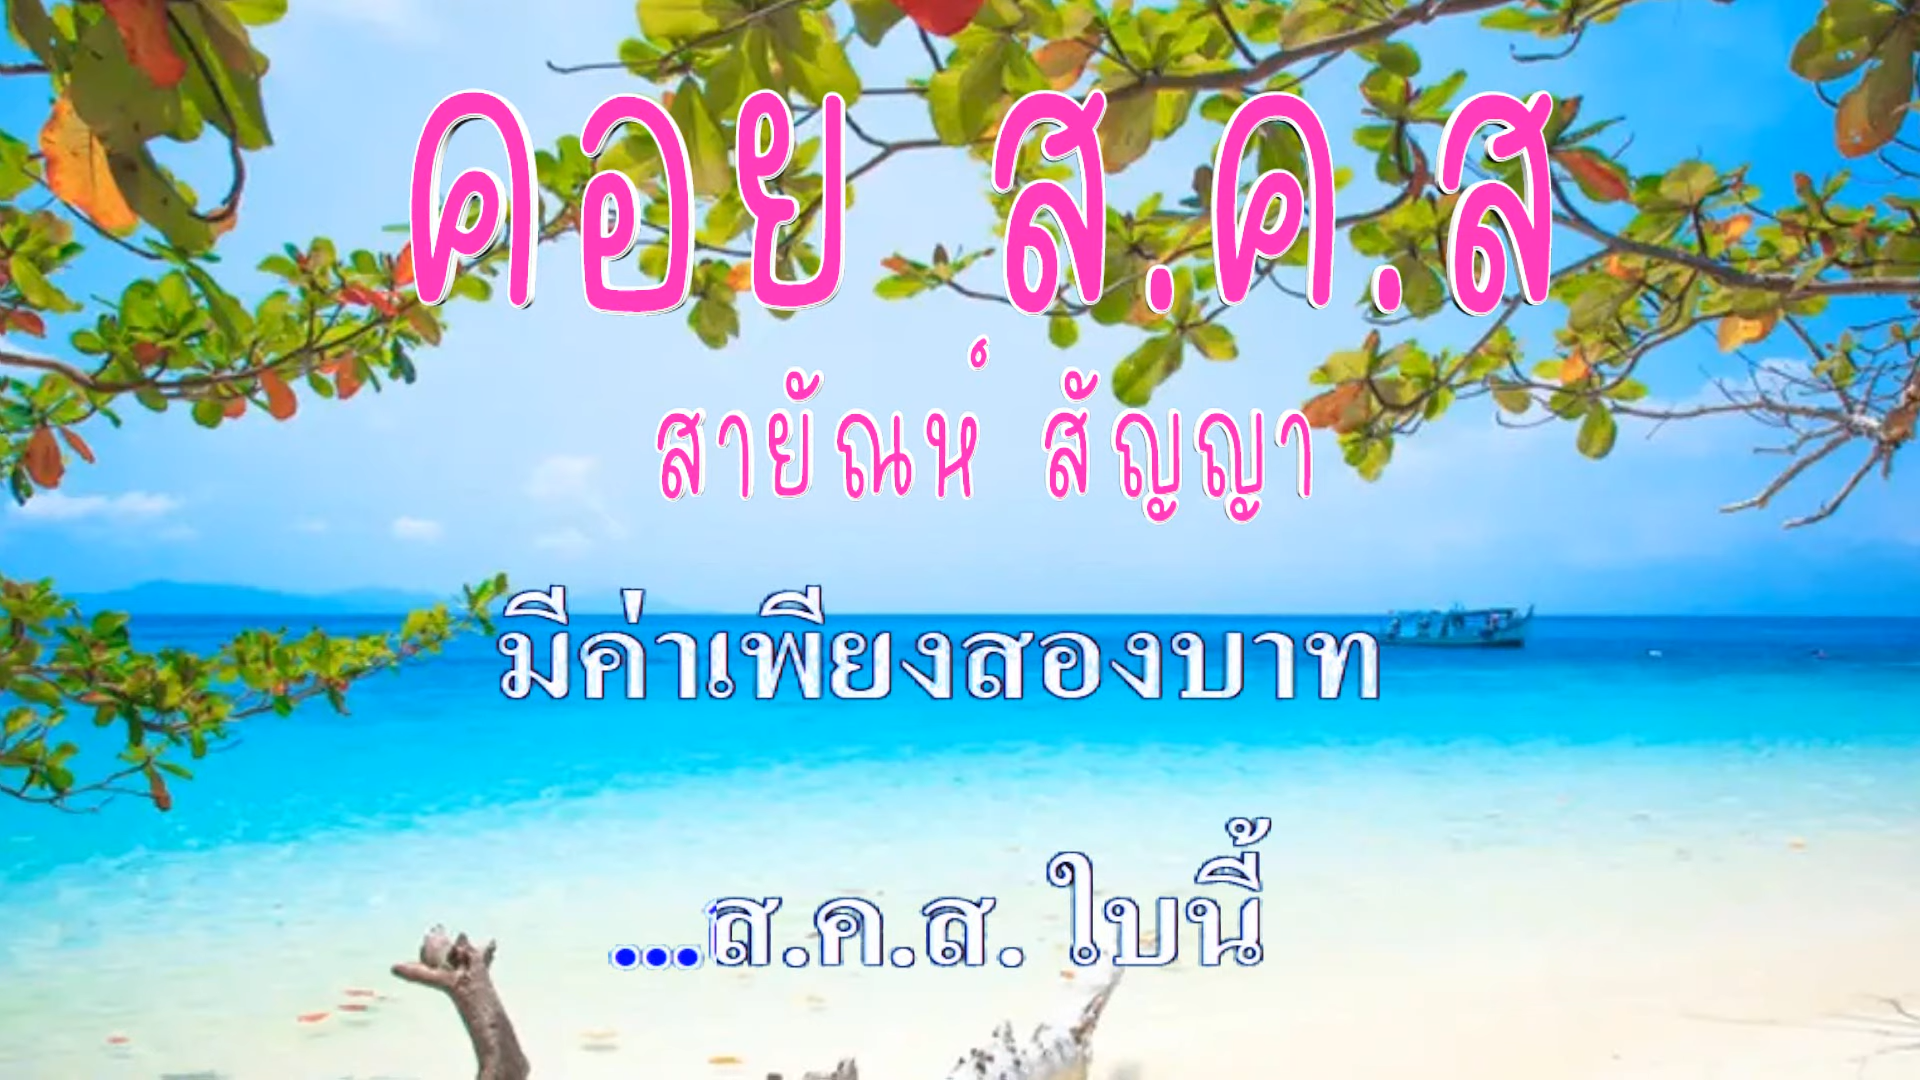 คอย ส.ค.ส
สายัณห์ สัญญา
มีค่าเพียงสองบาท
...ส.ค.ส. ใบนี้